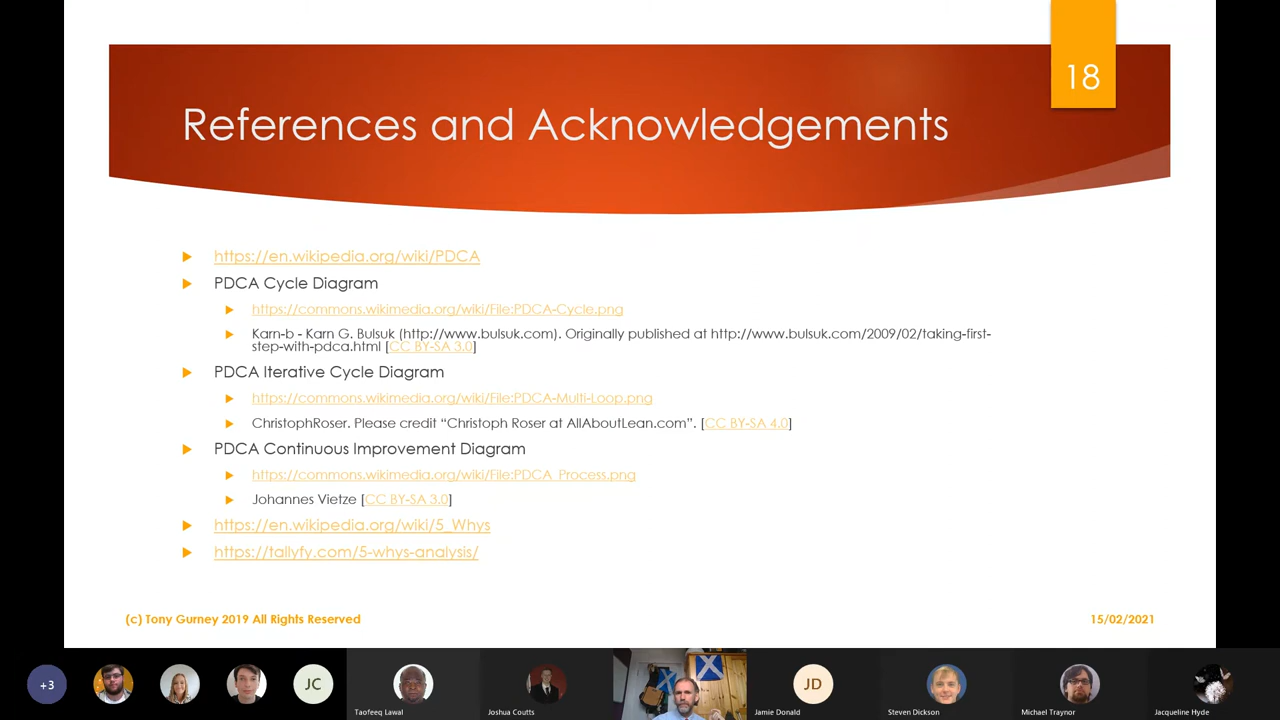 18
References and Acknowledgements
https://en.wikipedia.org/wiki/PDCA
PDCA Cycle Diagram
https://commons.wikimedia.org/wiki/File:PDCA-Cycle.png
Karn-b - Karn G. Bulsuk (http://www.bulsuk.com). Originally published at http://www.bulsuk.com/2009/02/taking-first-
step-with-pdca.html [CC BY-SA 3.0]
PDCA Iterative Cycle Diagram
https://commons.wikimedia.org/wiki/File:PDCA-Multi-Loop.png
ChristophRoser. Please credit “Christoph Roser at AllAboutLean.com”. [CC BY-SA 4.0]
PDCA Continuous Improvement Diagram
https://commons.wikimedia.org/wiki/File:PDCA_Process.png
Johannes Vietze [CC BY-SA 3.0]
https://en.wikipedia.org/wiki/5_Whys
https://tallyfy.com/5-whys-analysis/
(c) Tony Gurney 2019 All Rights Reserved
15/02/2021
+3
JC
JD
Taofeeq Lawal
Joshua Coutts
Jamie Donald
Steven Dickson
Michael Traynor
Jacqueline Hyde